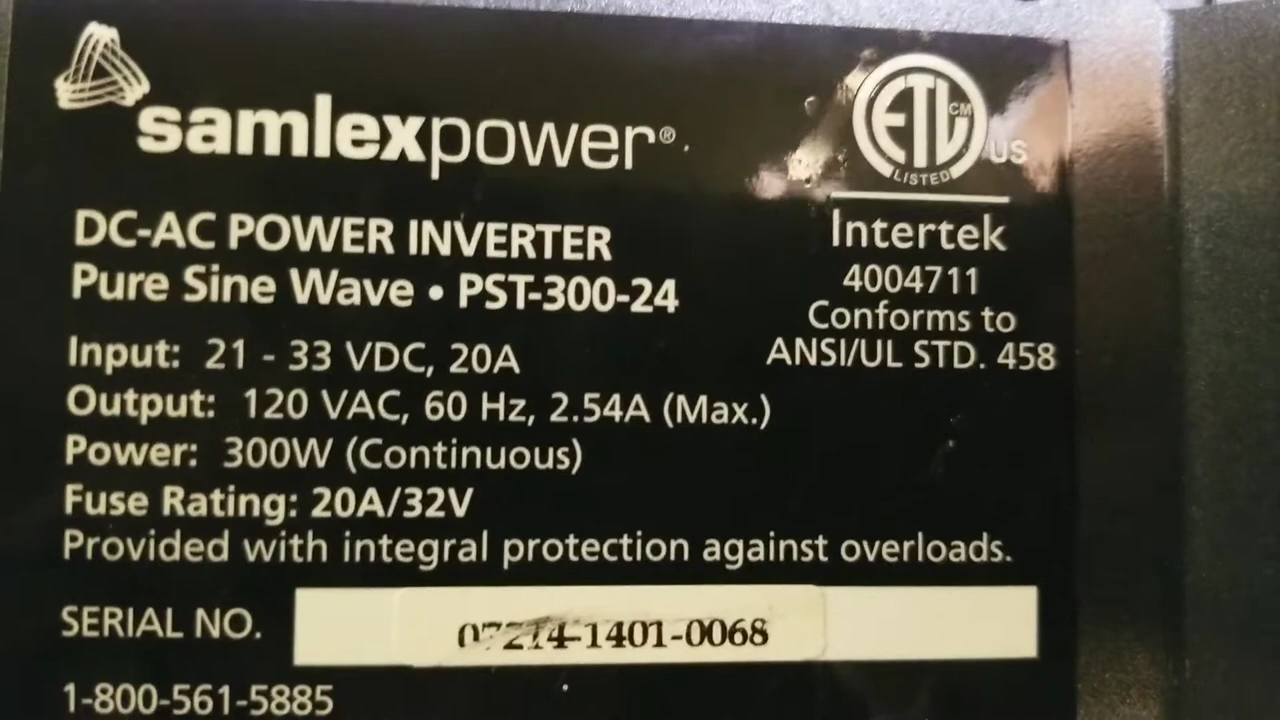 samlexpower®
DC-AC POWER INVERTER
Pure Sine Wave • PST-300-24
Input: 21 - 33 VDC, 20A
Output: 120 VAC, 60 Hz, 2.54A (Max.)
Power: 300W (Continuous)
Fuse Rating: 20A/32V
Provided with integral protection against overloads.
SERIAL NO. 07214-1401-0068
1-800-561-5885
ETL CM
US
LISTED
Intertek
4004711
Conforms to
ANSI/UL STD. 458